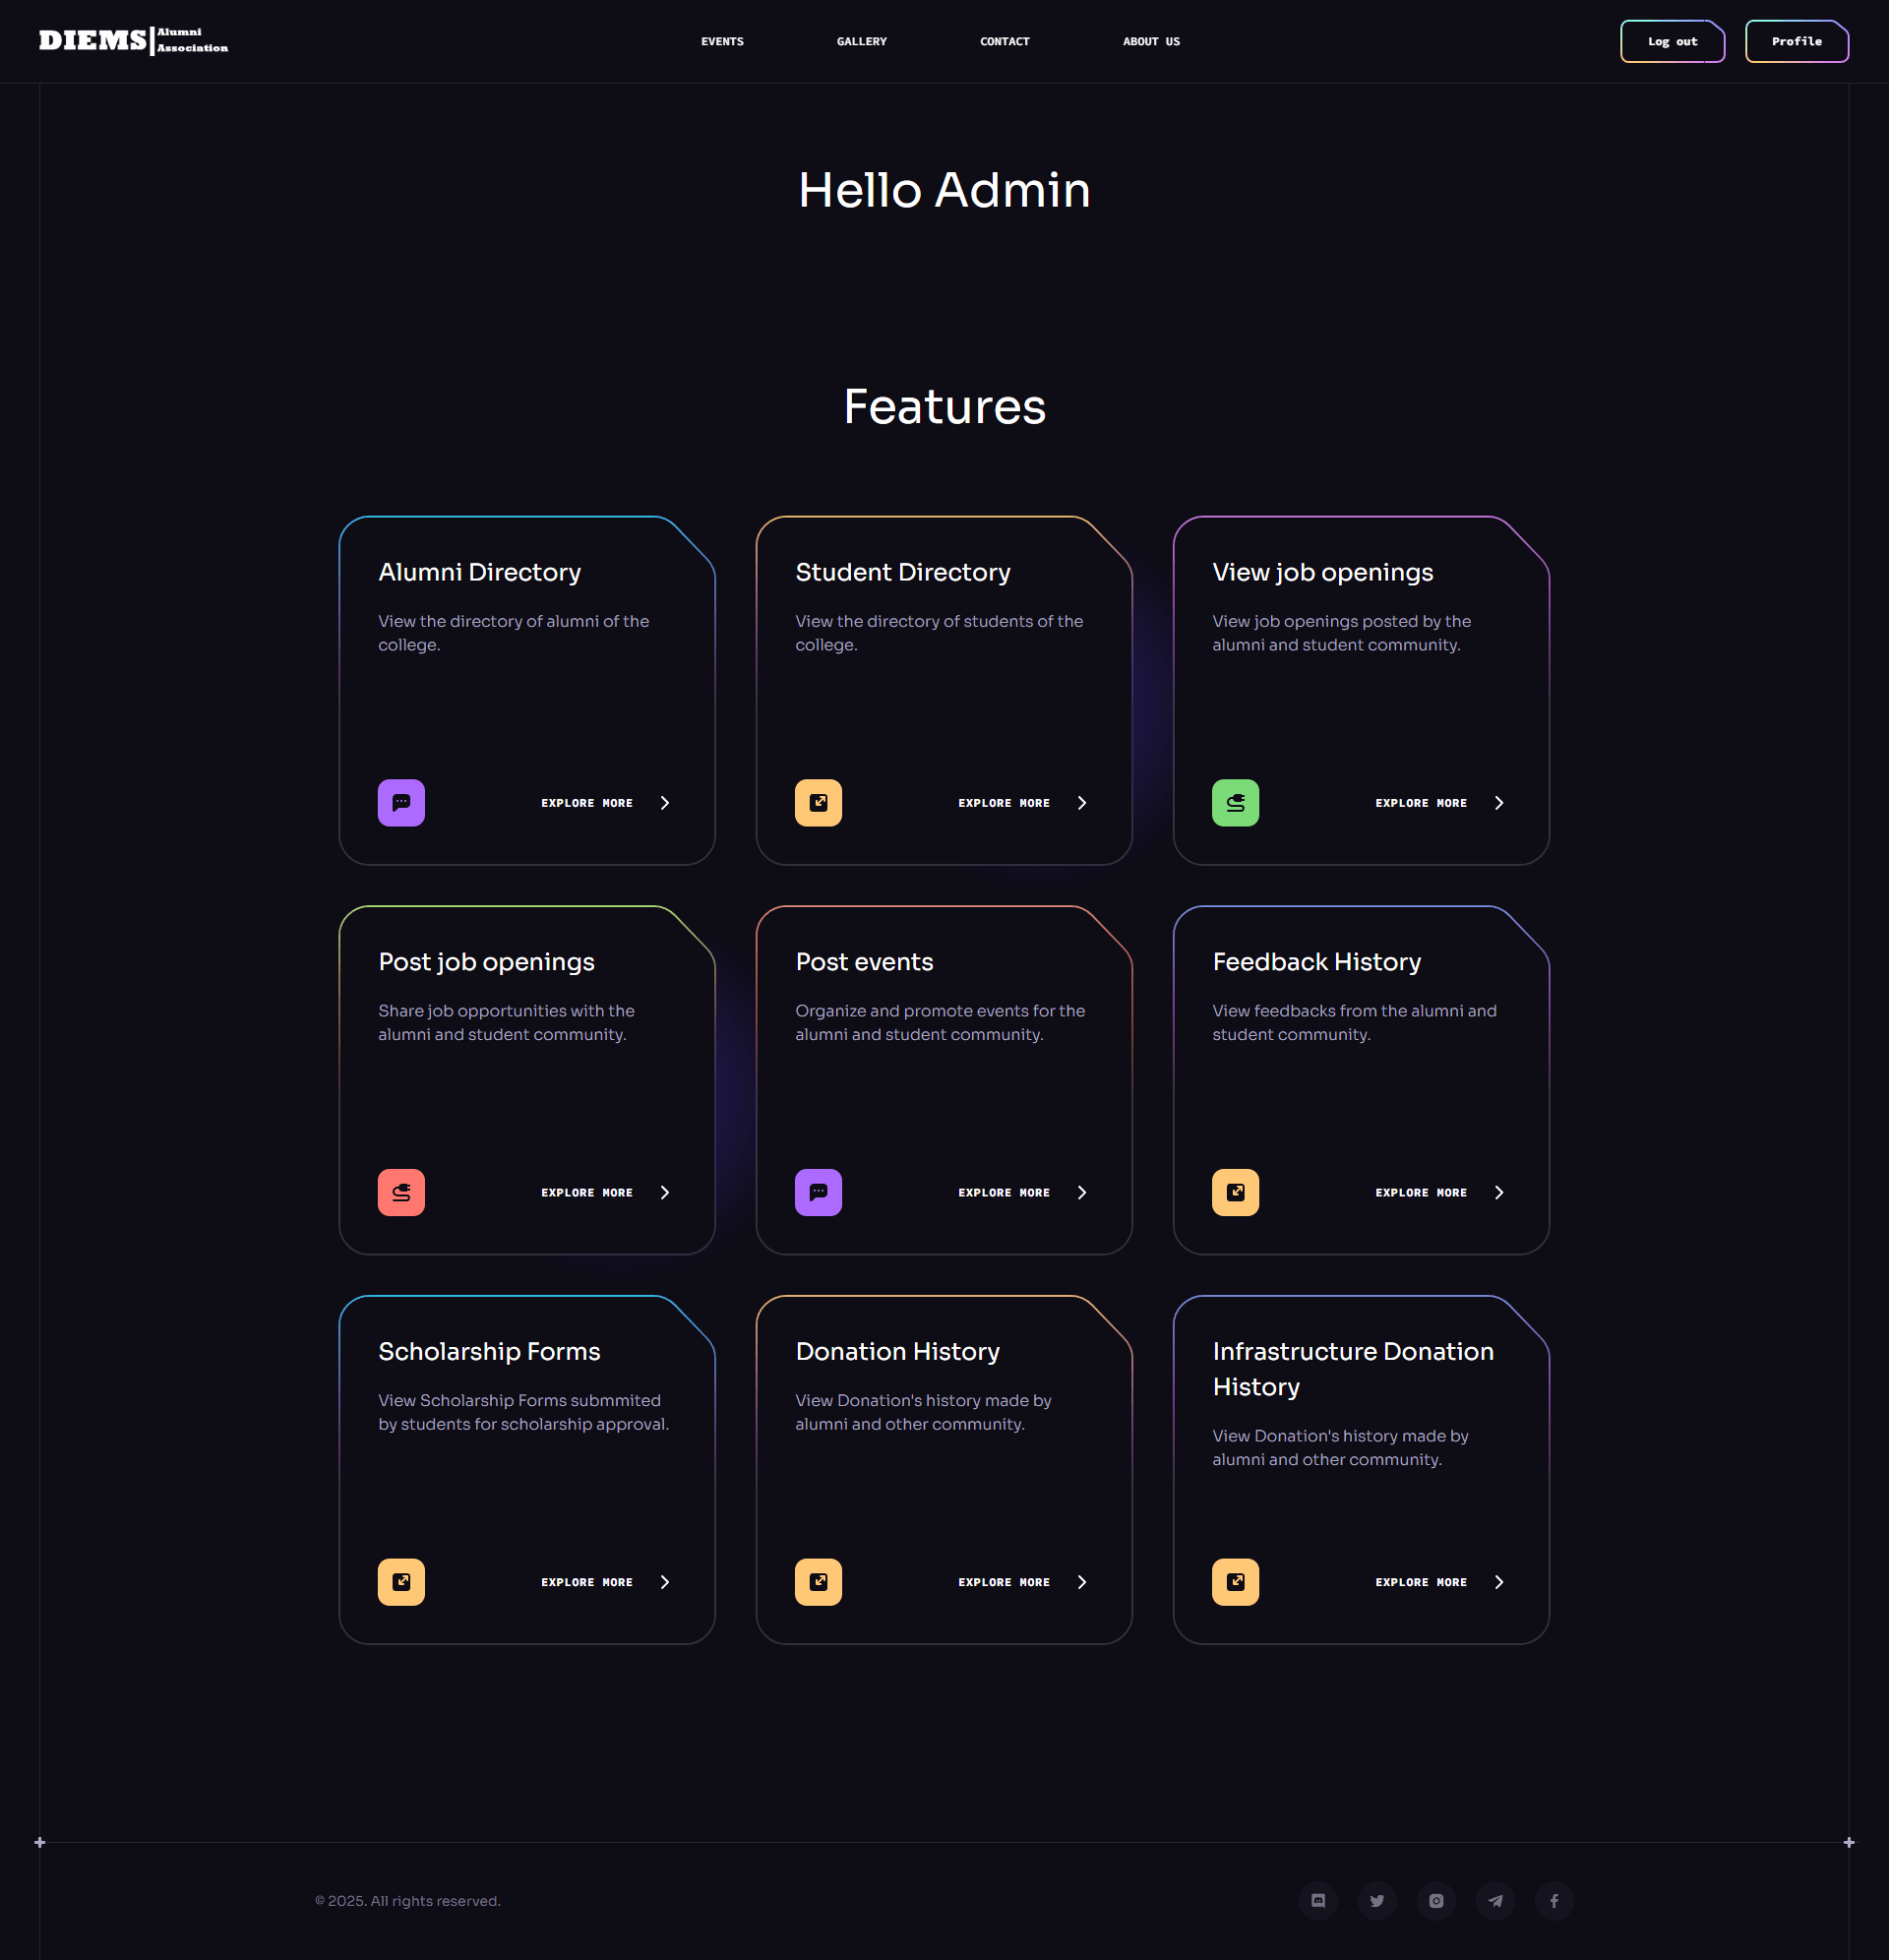 DIEMS Alumni
Association
EVENTS
GALLERY
CONTACT
ABOUT US
Log out
Profile
Hello Admin
Features
Alumni Directory
View the directory of alumni of the
college.
EXPLORE MORE
Student Directory
View the directory of students of the
college.
EXPLORE MORE
View job openings
View job openings posted by the
alumni and student community.
EXPLORE MORE
Post job openings
Share job opportunities with the
alumni and student community.
EXPLORE MORE
Post events
Organize and promote events for the
alumni and student community.
EXPLORE MORE
Feedback History
View feedbacks from the alumni and
student community.
EXPLORE MORE
Scholarship Forms
View Scholarship Forms submmited
by students for scholarship approval.
EXPLORE MORE
Donation History
View Donation's history made by
alumni and other community.
EXPLORE MORE
Infrastructure Donation
History
View Donation's history made by
alumni and other community.
EXPLORE MORE
© 2025. All rights reserved.